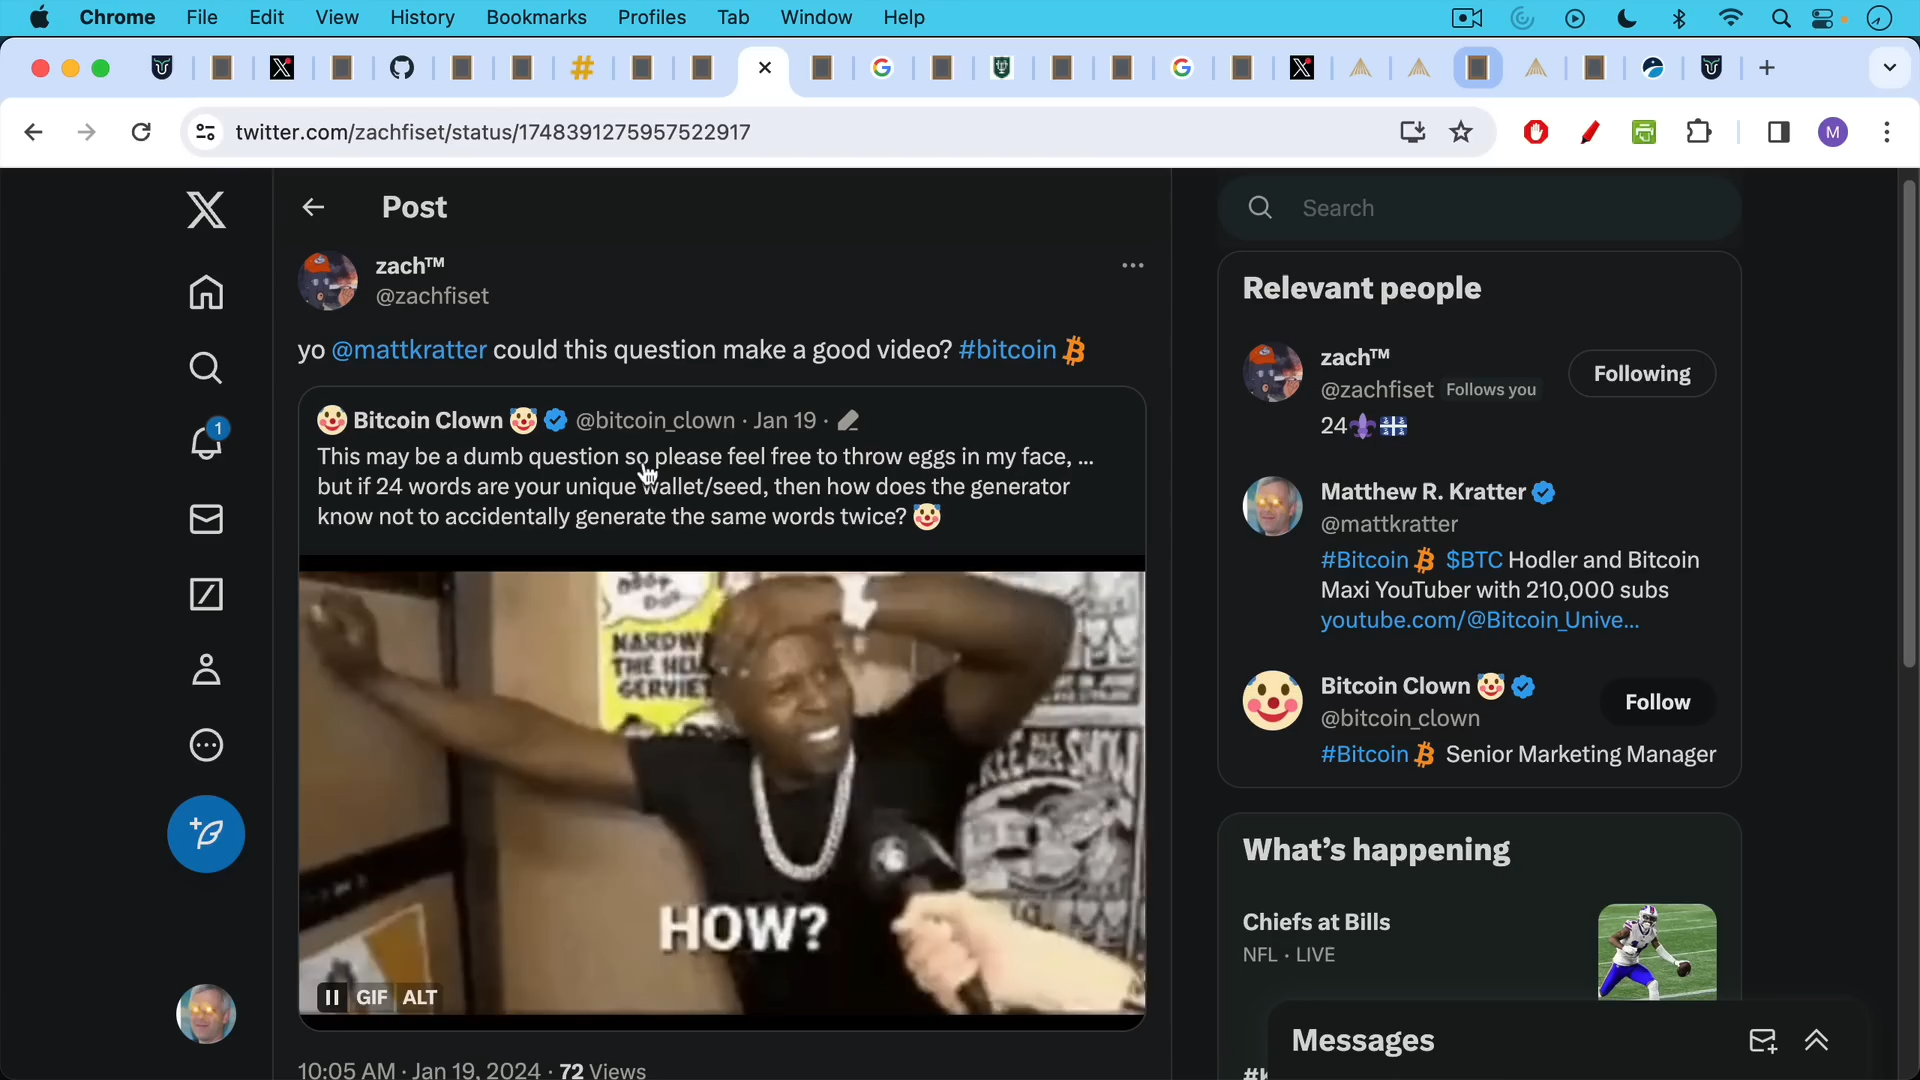 Chrome File Edit View History Bookmarks Profiles Tab Window Help
twitter.com/zachfiset/status/1748391275957522917
M
Post
Search
zach™
@zachfiset
yo @mattkratter could this question make a good video? #bitcoin
Bitcoin Clown @bitcoin_clown · Jan 19 ·
This may be a dumb question so please feel free to throw eggs in my face, ...
but if 24 words are your unique wallet/seed, then how does the generator
know not to accidentally generate the same words twice?
NARDW
THE
HOW?
GIF ALT
10:05 AM · Jan 19, 2024 · 72 Views
1
Relevant people
zach™
@zachfiset Follows you
Following
24
Matthew R. Kratter
@mattkratter
#Bitcoin $BTC Hodler and Bitcoin
Maxi YouTuber with 210,000 subs
youtube.com/@Bitcoin_Unive...
Bitcoin Clown
@bitcoin_clown
Follow
#Bitcoin Senior Marketing Manager
What's happening
Chiefs at Bills
NFL · LIVE
Messages